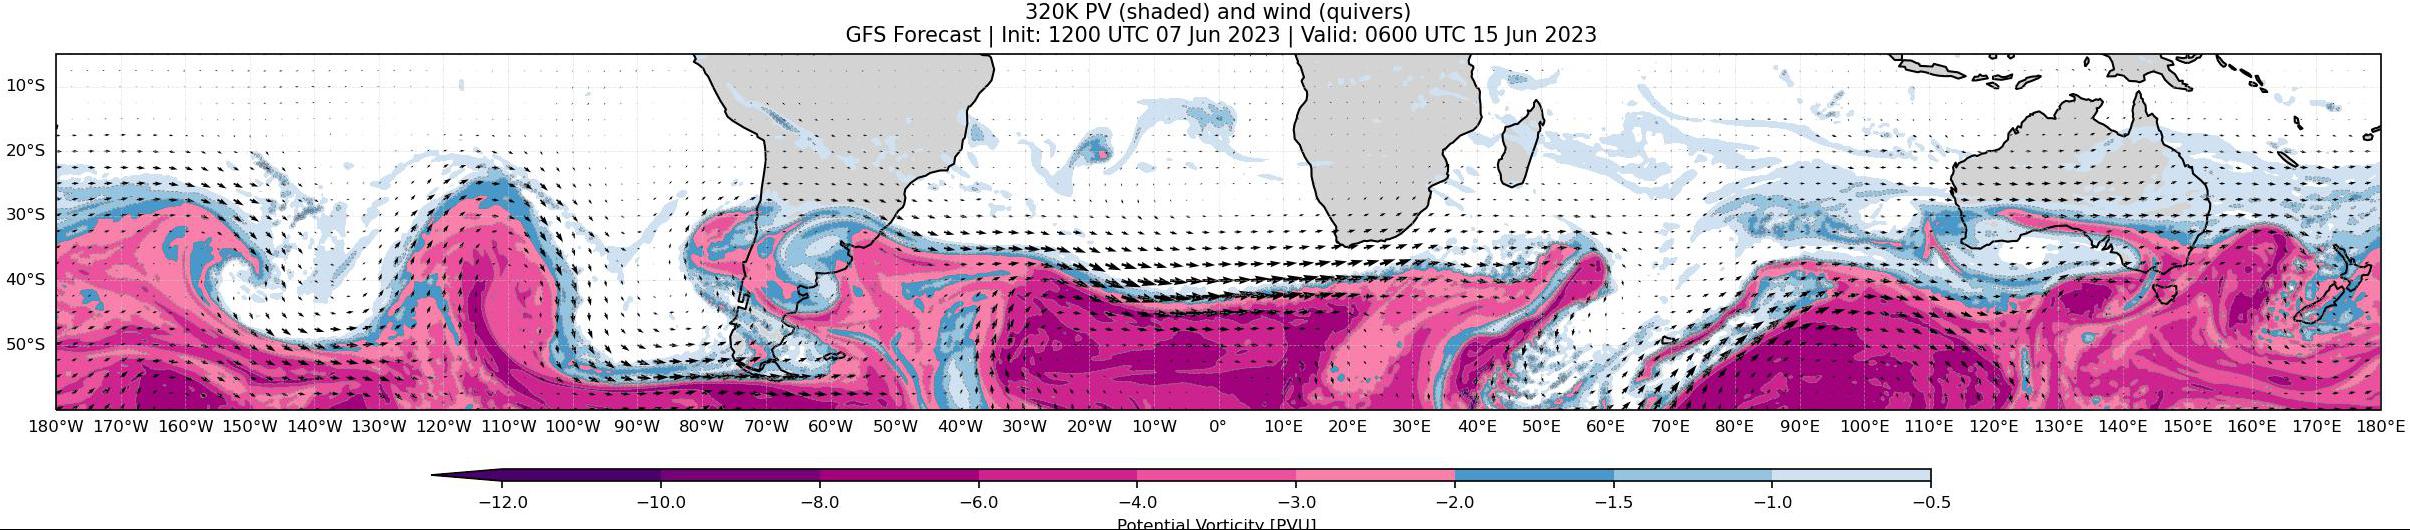 320K PV (shaded) and wind (quivers)
GFS Forecast | Init: 1200 UTC 07 Jun 2023 | Valid: 0600 UTC 15 Jun 2023
10°S
20°S
30°S
40°S
50°S
180°W 170°W 160°W 150°W 140°W 130°W 120°W 110°W 100°W 90°W 80°W 70°W 60°W 50°W 40°W 30°W 20°W 10°W 0° 10°E 20°E 30°E 40°E 50°E 60°E 70°E 80°E 90°E 100°E 110°E 120°E 130°E 140°E 150°E 160°E 170°E 180°E
−12.0 −10.0 −8.0 −6.0 −4.0 −3.0 −2.0 −1.5 −1.0 −0.5
Potential Vorticity [PVU]